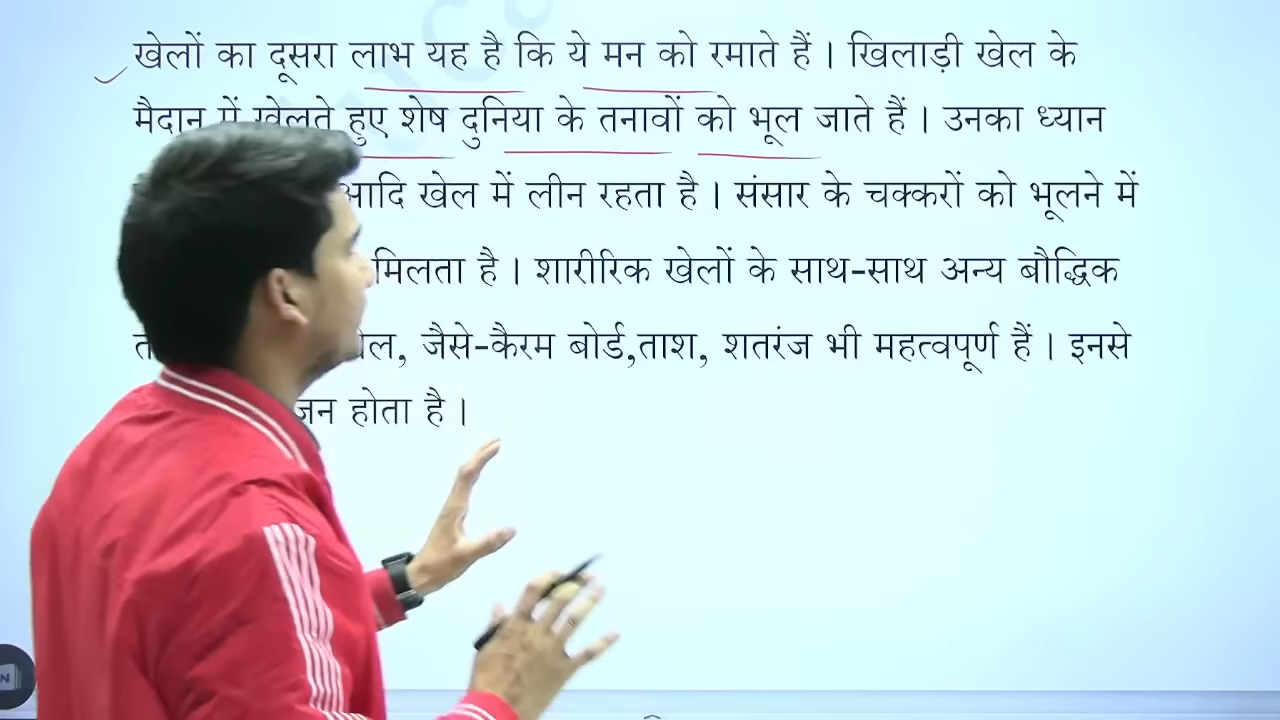 खेलों का दूसरा लाभ यह है कि ये मन को रमाते हैं। खिलाड़ी खेल के
मैदान में खेलते हुए शेष दुनिया के तनावों को भूल जाते हैं। उनका ध्यान
आदि खेल में लीन रहता है। संसार के चक्करों को भूलने में
मिलता है। शारीरिक खेलों के साथ-साथ अन्य बौद्धिक
जैसे-कैरम बोर्ड,ताश, शतरंज भी महत्वपूर्ण हैं। इनसे
होता है।